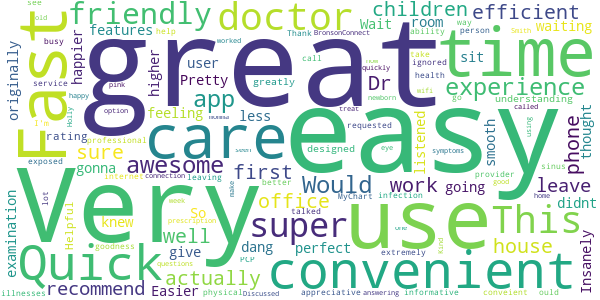 great
easy
very
use
time
care
Fast
Quick
convenient
super
doctor
friendly
This
children
efficient
experience
app
awesome
office
Would
work
phone
leave
house
well
actually
recommend
first
sure
Dr
room
Wait
waiting
sit
going
features
user
Pretty
higher
happier
originally
feeling
less
gonna
rating
knew
So
give
dang
perfect
Easier
examination
Helpful
listened
smooth
thought
didnt
Insanely
designed
greatly
busy
service
old
see
help
worked
Thank
BronsonConnect
call
ability
way
person
take
ignored
quickly
health
pink
option
happy
exposed
I'm
professional
internet
connection
leaving
treat
newborn
wifi
requested
eye
symptoms
go
understanding
called
using
sinus
provider
good
home
MyChart
infection
better
make
week
prescription
questions
talked
PCP
goodness
lot
illnesses
physical
Discussed
appreciative
answering
extremely
kind
one
informative
conveient
ould
Smith